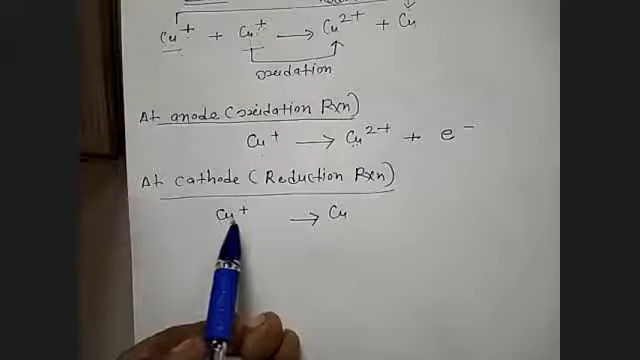 Cu⁺ + Cu⁺ ⟶ Cu²⁺ + Cu
oxidation
At anode (oxidation Rxn)
Cu⁺ ⟶ Cu²⁺ + e⁻
At cathode (Reduction Rxn)
Cu⁺ ⟶ Cu